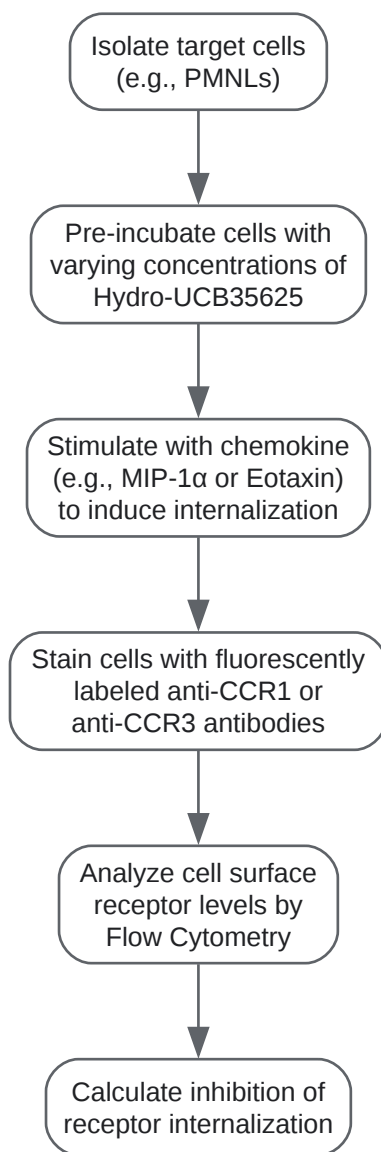 Isolate target cells
(e.g., PMNLs)
Pre-incubate cells with
varying concentrations of
Hydro-UCB35625
Stimulate with chemokine
(e.g., MIP-1α or Eotaxin)
to induce internalization
Stain cells with fluorescently
labeled anti-CCR1 or
anti-CCR3 antibodies
Analyze cell surface
receptor levels by
Flow Cytometry
Calculate inhibition of
receptor internalization